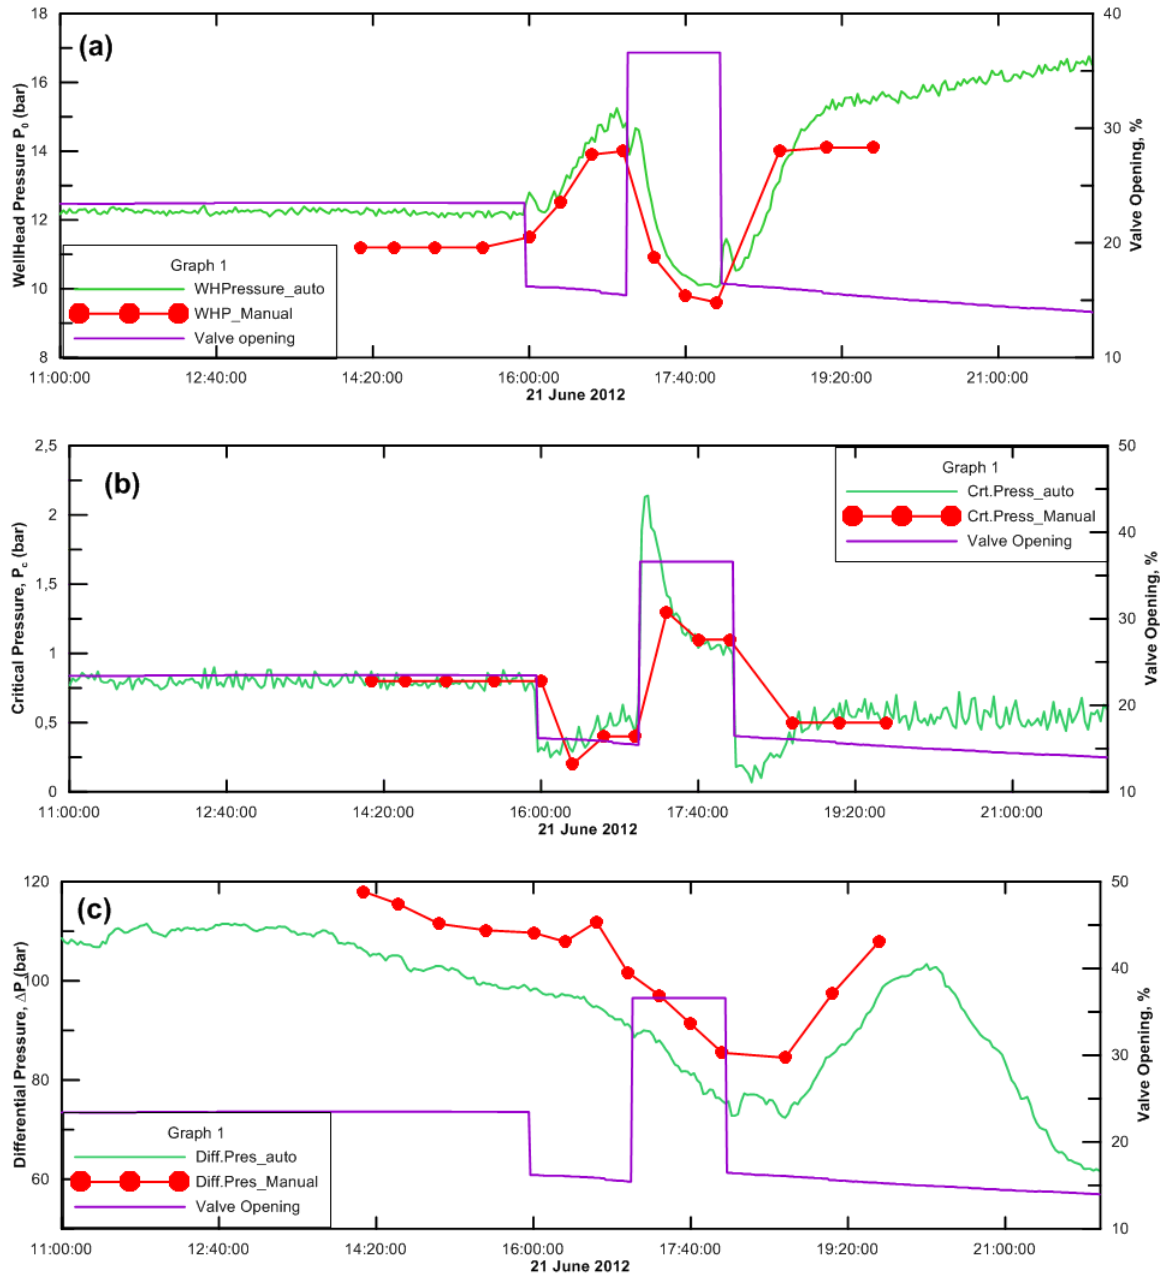 (a)
WellHead Pressure P0 (bar)
18
16
14
12
10
8
40
30
20
10
Valve Opening, %
Graph 1
WHPressure_auto
WHP_Manual
Valve opening
11:00:00 12:40:00 14:20:00 16:00:00 17:40:00 19:20:00 21:00:00
21 June 2012
(b)
Critical Pressure, Pc (bar)
2,5
2
1,5
1
0,5
0
50
40
30
20
10
Valve Opening, %
Graph 1
Crt.Press_auto
Crt.Press_Manual
Valve Opening
11:00:00 12:40:00 14:20:00 16:00:00 17:40:00 19:20:00 21:00:00
21 June 2012
(c)
Differential Pressure, ΔP (bar)
120
100
80
60
50
40
30
20
10
Valve Opening, %
Graph 1
Diff.Pres_auto
Diff.Pres_Manual
Valve Opening
11:00:00 12:40:00 14:20:00 16:00:00 17:40:00 19:20:00 21:00:00
21 June 2012